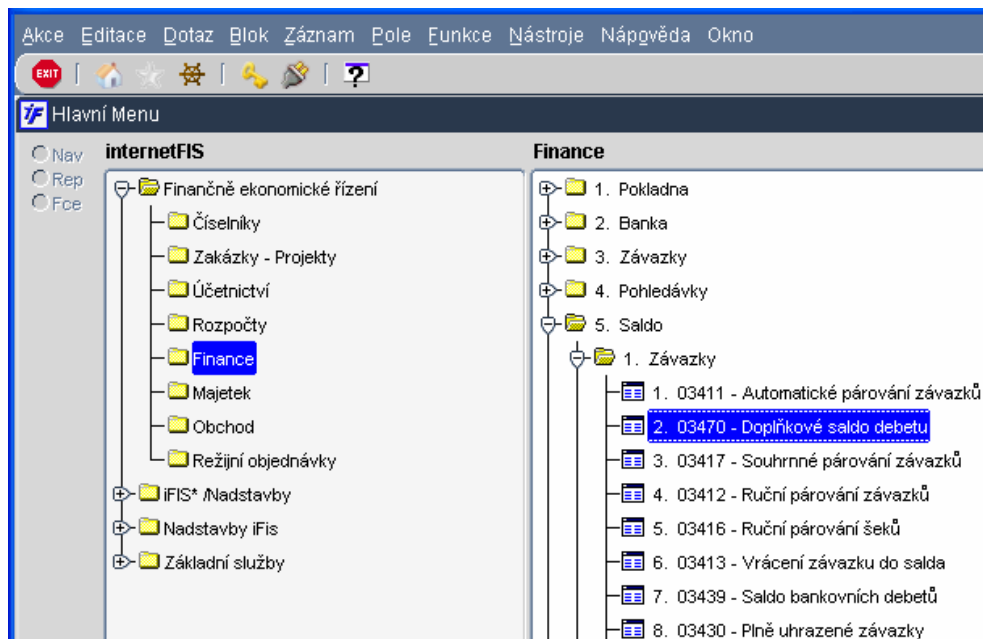 Akce Editace Dotaz Blok Záznam Pole Funkce Nástroje Nápověda Okno
EXIT
?
iF Hlavní Menu
Nav
Rep
Fce
internetFIS
Finančně ekonomické řízení
Číselníky
Zakázky - Projekty
Účetnictví
Rozpočty
Finance
Majetek
Obchod
Režijní objednávky
iFIS* /Nadstavby
Nadstavby iFis
Základní služby
Finance
1. Pokladna
2. Banka
3. Závazky
4. Pohledávky
5. Saldo
1. Závazky
1. 03411 - Automatické párování závazků
2. 03470 - Doplňkové saldo debetu
3. 03417 - Souhrnné párování závazků
4. 03412 - Ruční párování závazků
5. 03416 - Ruční párování šeků
6. 03413 - Vrácení závazku do salda
7. 03439 - Saldo bankovních debetů
8. 03430 - Plně uhrazené závazky